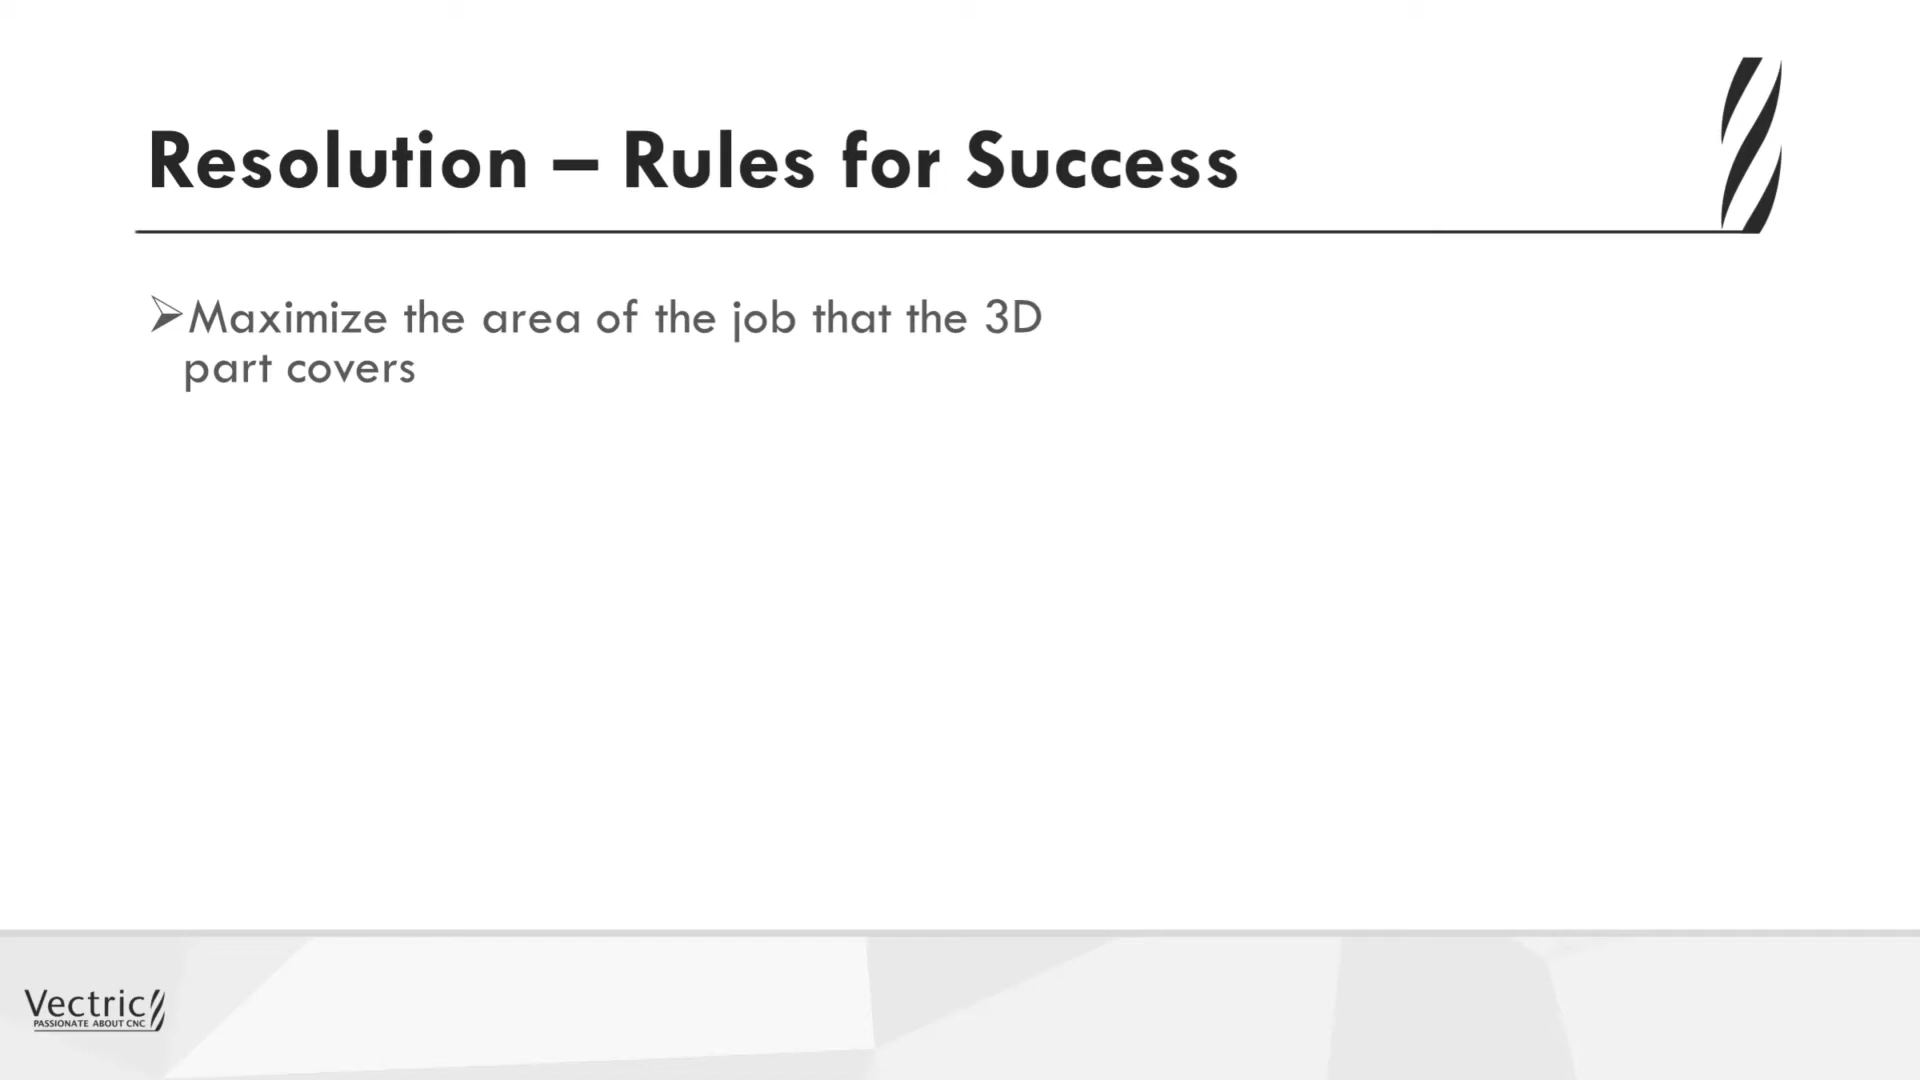 Resolution – Rules for Success
Maximize the area of the job that the 3D
part covers
Vectric
PASSIONATE ABOUT CNC